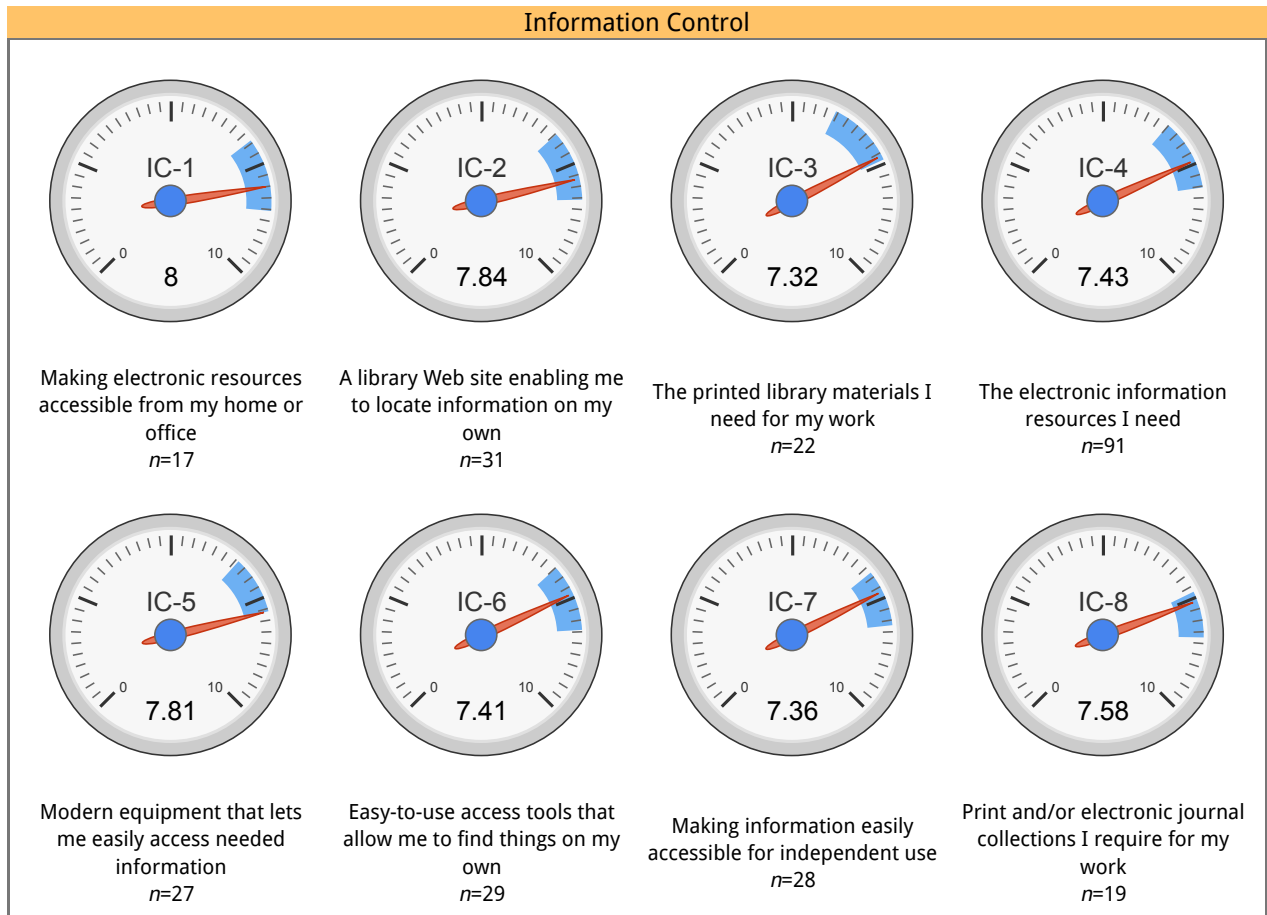 Information Control
IC-1
0
10
8
Making electronic resources
accessible from my home or
office
n=17
IC-2
0
10
7.84
A library Web site enabling me
to locate information on my
own
n=31
IC-3
0
10
7.32
The printed library materials I
need for my work
n=22
IC-4
0
10
7.43
The electronic information
resources I need
n=91
IC-5
0
10
7.81
Modern equipment that lets
me easily access needed
information
n=27
IC-6
0
10
7.41
Easy-to-use access tools that
allow me to find things on my
own
n=29
IC-7
0
10
7.36
Making information easily
accessible for independent use
n=28
IC-8
0
10
7.58
Print and/or electronic journal
collections I require for my
work
n=19